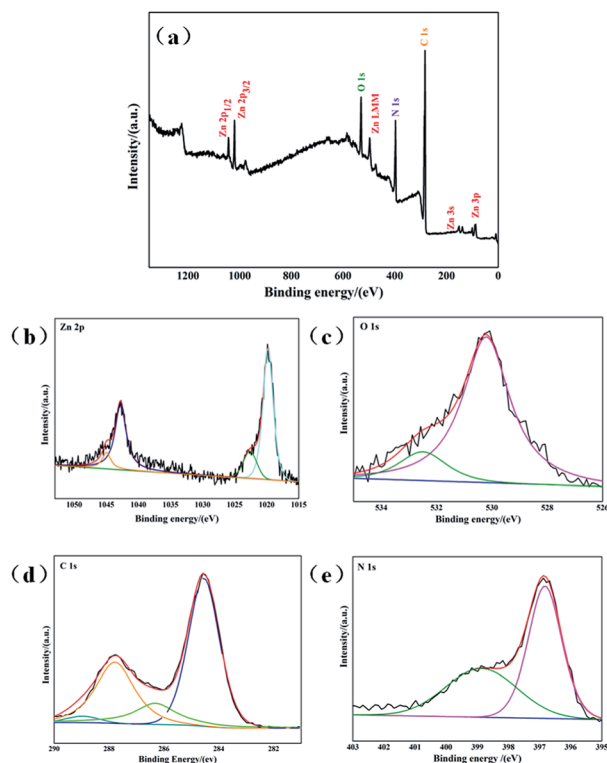 (a)
Zn 2p1/2
Zn 2p3/2
O 1s
Zn LMM
N 1s
C 1s
Zn 3s
Zn 3p
Intensity/(a.u.)
1200 1000 800 600 400 200 0
Binding energy/(eV)
(b)
Zn 2p
Intensity/(a.u.)
1050 1045 1040 1035 1030 1025 1020 1015
Binding energy/(eV)
(c)
O 1s
Intensity/(a.u.)
534 532 530 528 526
Binding energy/(eV)
(d)
C 1s
Intensity/(a.u.)
290 288 286 284 282
Binding Energy/(ev)
(e)
N 1s
Intensity/(a.u.)
403 402 401 400 399 398 397 396 395
Binding energy/(eV)